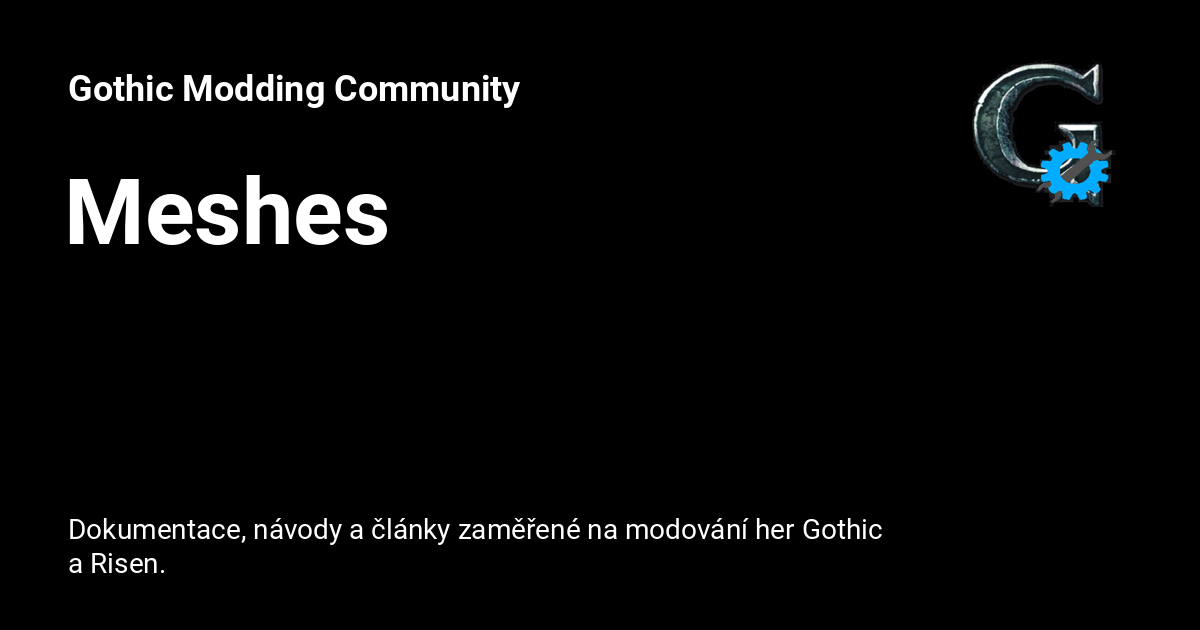 Gothic Modding Community
Meshes
Dokumentace, návody a články zaměřené na modování her Gothic
a Risen.